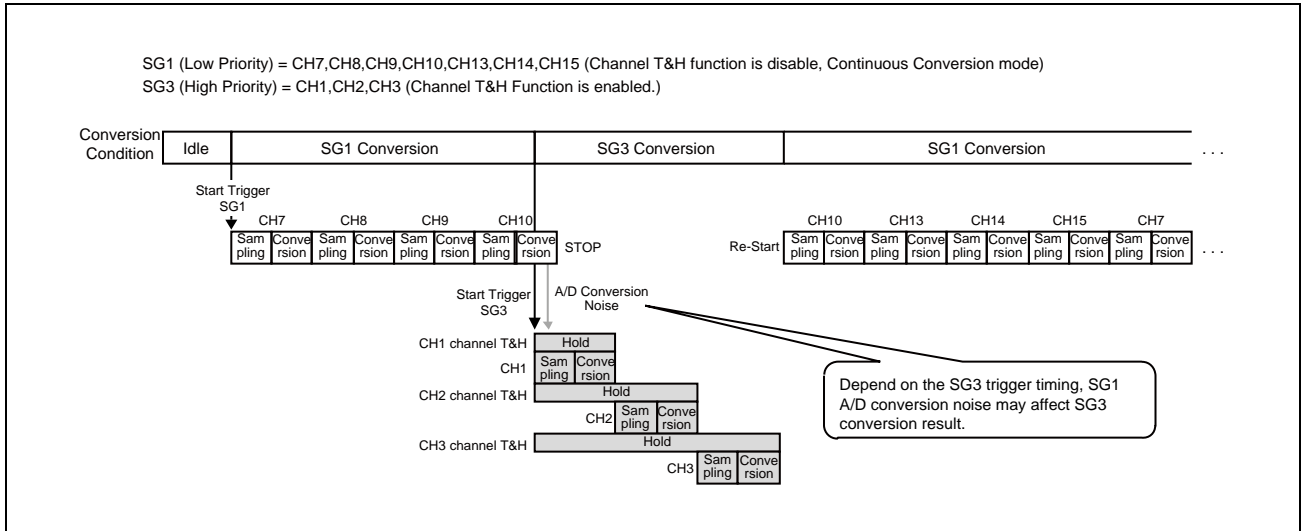 SG1 (Low Priority) = CH7,CH8,CH9,CH10,CH13,CH14,CH15 (Channel T&H function is disable, Continuous Conversion mode)
SG3 (High Priority) = CH1,CH2,CH3 (Channel T&H Function is enabled.)
Conversion
Condition
Idle
SG1 Conversion
SG3 Conversion
SG1 Conversion
. . .
Start Trigger
SG1
CH7
CH8
CH9
CH10
Sam
pling
Conve
rsion
Sam
pling
Conve
rsion
Sam
pling
Conve
rsion
Sam
pling
Conve
rsion
STOP
Re-Start
CH10
CH13
CH14
CH15
CH7
Sam
pling
Conve
rsion
Sam
pling
Conve
rsion
Sam
pling
Conve
rsion
Sam
pling
Conve
rsion
Sam
pling
Conve
rsion
. . .
Start Trigger
SG3
A/D Conversion
Noise
CH1 channel T&H
Hold
CH1
Sam
pling
Conve
rsion
CH2 channel T&H
Hold
CH2
Sam
pling
Conve
rsion
CH3 channel T&H
Hold
CH3
Sam
pling
Conve
rsion
Depend on the SG3 trigger timing, SG1
A/D conversion noise may affect SG3
conversion result.